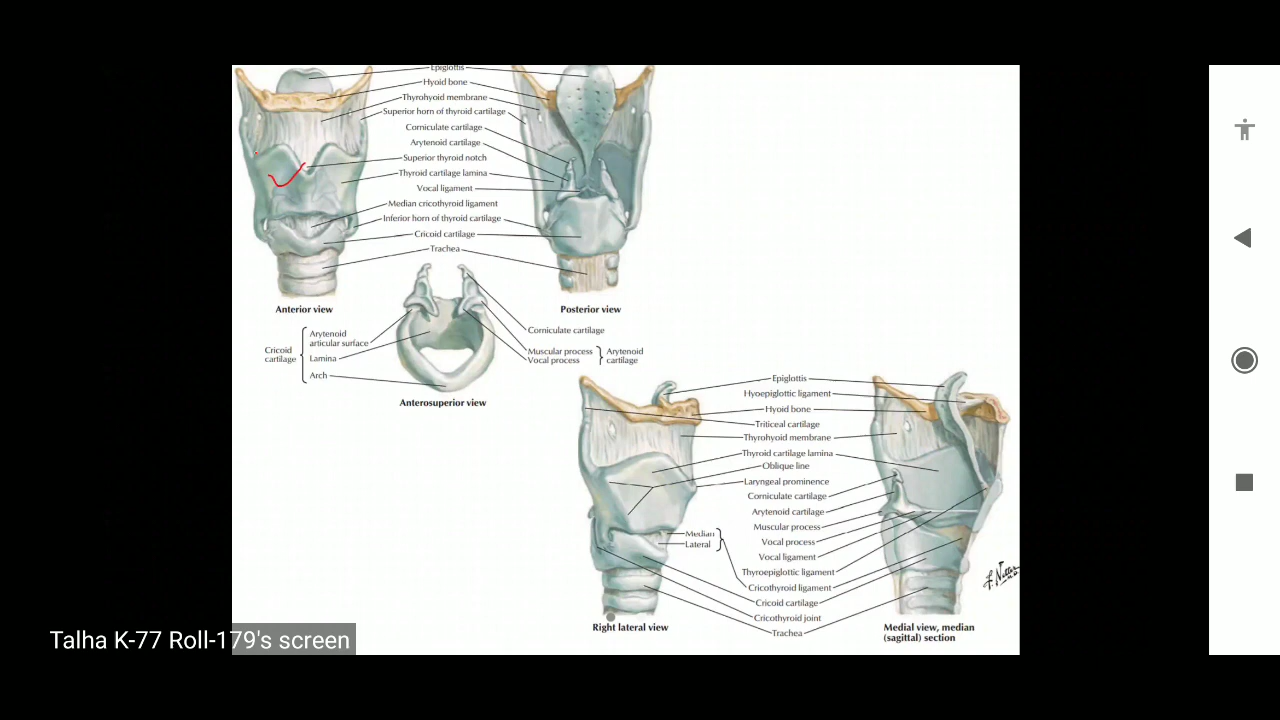 Epiglottis
Hyoid bone
Thyrohyoid membrane
Superior horn of thyroid cartilage
Corniculate cartilage
Arytenoid cartilage
Superior thyroid notch
Thyroid cartilage lamina
Vocal ligament
Median cricothyroid ligament
Inferior horn of thyroid cartilage
Cricoid cartilage
Trachea
Anterior view
Posterior view
Cricoid
cartilage
Arytenoid
articular surface
Lamina
Arch
Corniculate cartilage
Muscular process
Vocal process
Arytenoid
cartilage
Anterosuperior view
Epiglottis
Hyoepiglottic ligament
Hyoid bone
Triticeal cartilage
Thyrohyoid membrane
Thyroid cartilage lamina
Oblique line
Laryngeal prominence
Corniculate cartilage
Arytenoid cartilage
Muscular process
Vocal process
Vocal ligament
Thyroepiglottic ligament
Cricothyroid ligament
Cricoid cartilage
Cricothyroid joint
Trachea
Median
Lateral
Right lateral view
Medial view, median
(sagittal) section
F. Netter
Talha K-77 Roll-179's screen